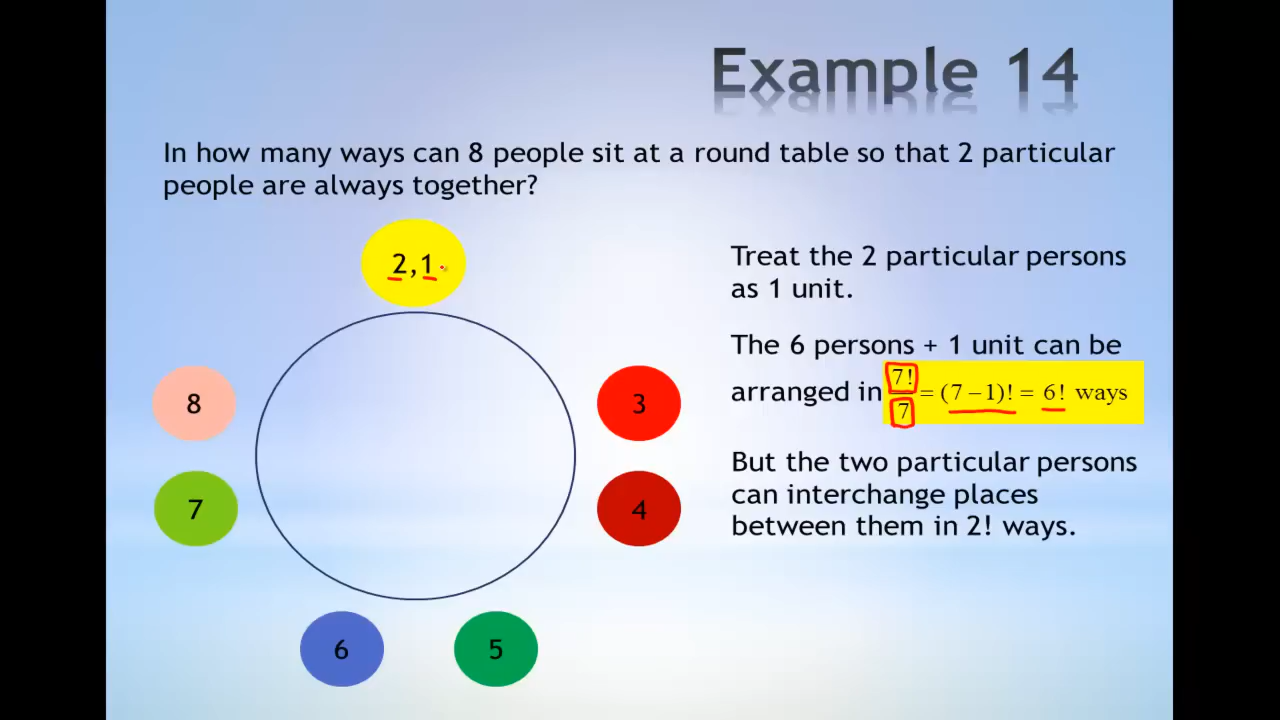 Example 14
In how many ways can 8 people sit at a round table so that 2 particular
people are always together?
2,1
8
3
7
4
6
5
Treat the 2 particular persons
as 1 unit.
The 6 persons + 1 unit can be
arranged in 7!/7 = (7 – 1)! = 6! ways
But the two particular persons
can interchange places
between them in 2! ways.